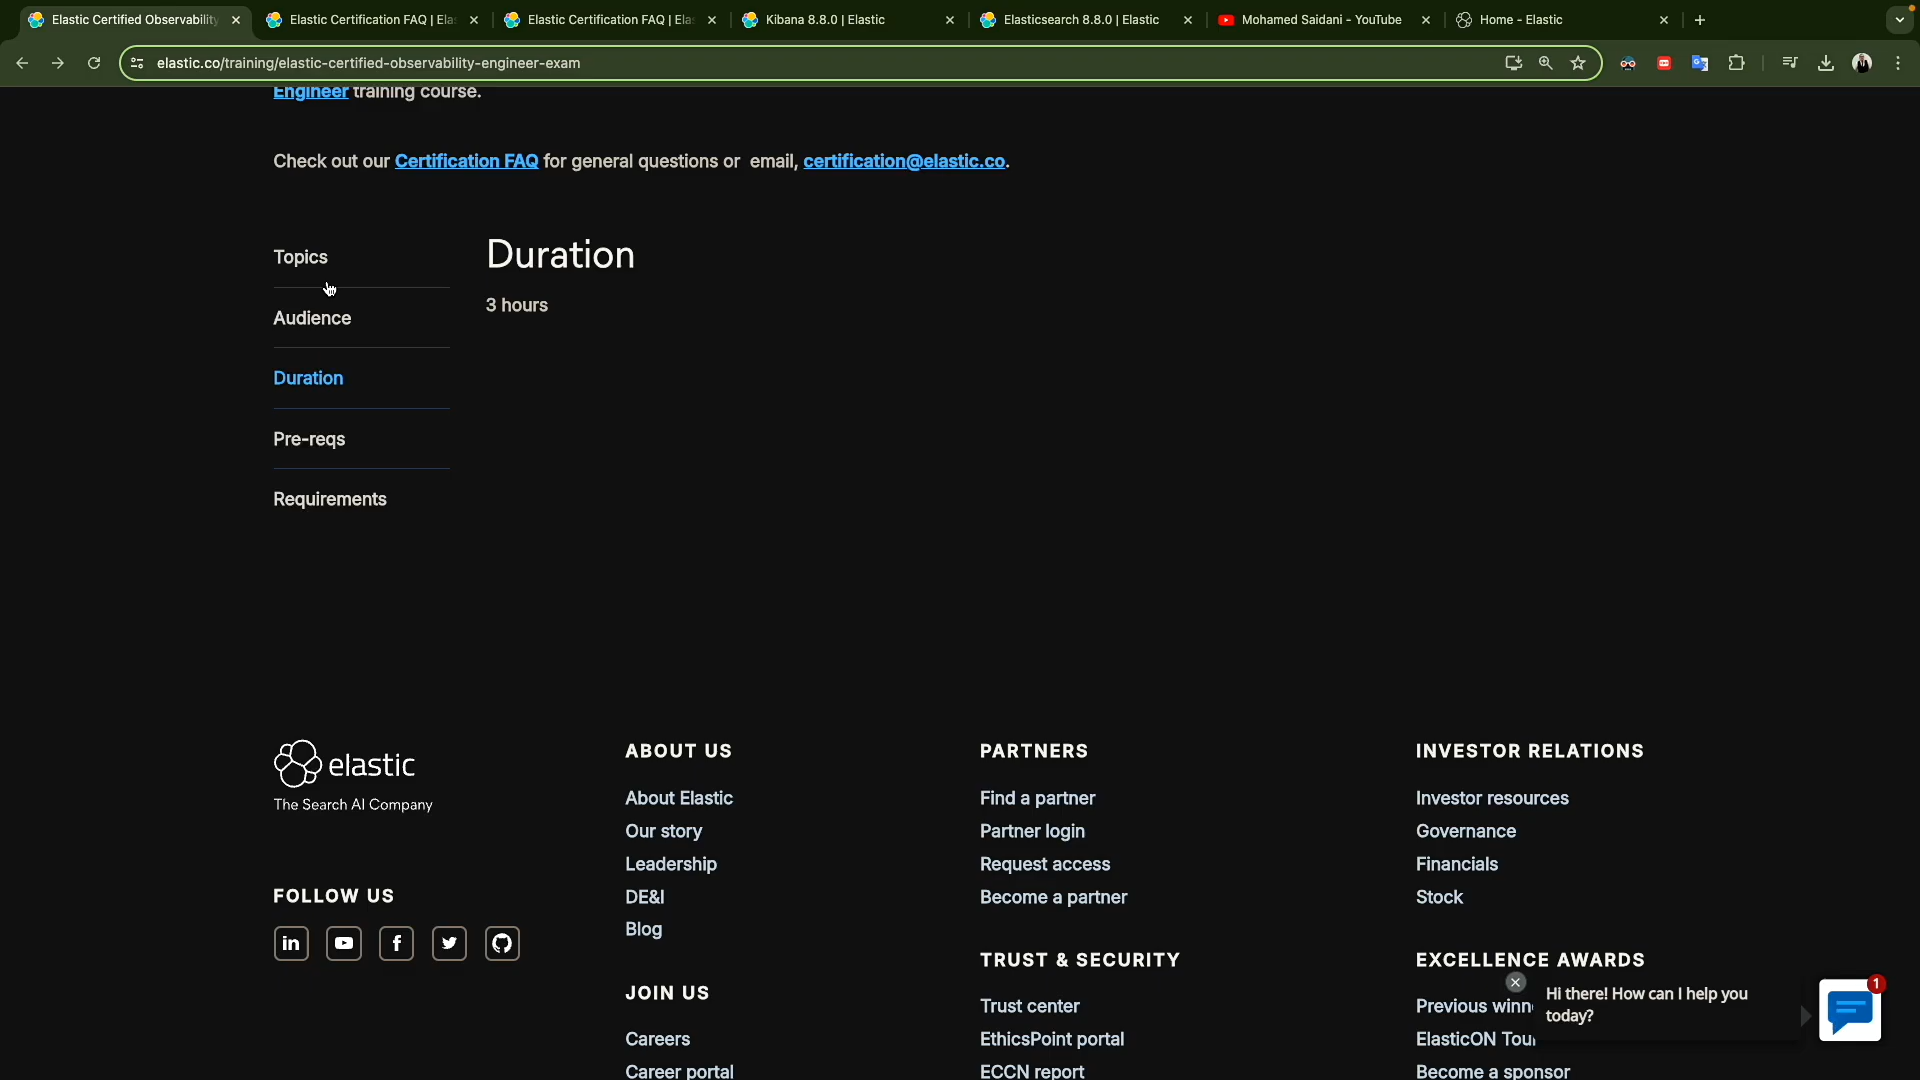 Elastic Certified Observability
Elastic Certification FAQ | Ela
Elastic Certification FAQ | Ela
Kibana 8.8.0 | Elastic
Elasticsearch 8.8.0 | Elastic
Mohamed Saidani - YouTube
Home - Elastic
elastic.co/training/elastic-certified-observability-engineer-exam
Engineer training course.
Check out our Certification FAQ for general questions or email, certification@elastic.co.
Topics
Audience
Duration
Pre-reqs
Requirements
Duration
3 hours
elastic
The Search AI Company
FOLLOW US
in
f
ABOUT US
About Elastic
Our story
Leadership
DE&I
Blog
JOIN US
Careers
Career portal
PARTNERS
Find a partner
Partner login
Request access
Become a partner
TRUST & SECURITY
Trust center
EthicsPoint portal
ECCN report
INVESTOR RELATIONS
Investor resources
Governance
Financials
Stock
EXCELLENCE AWARDS
Previous winn
ElasticON Tou
Become a sponsor
Hi there! How can I help you
today?
1